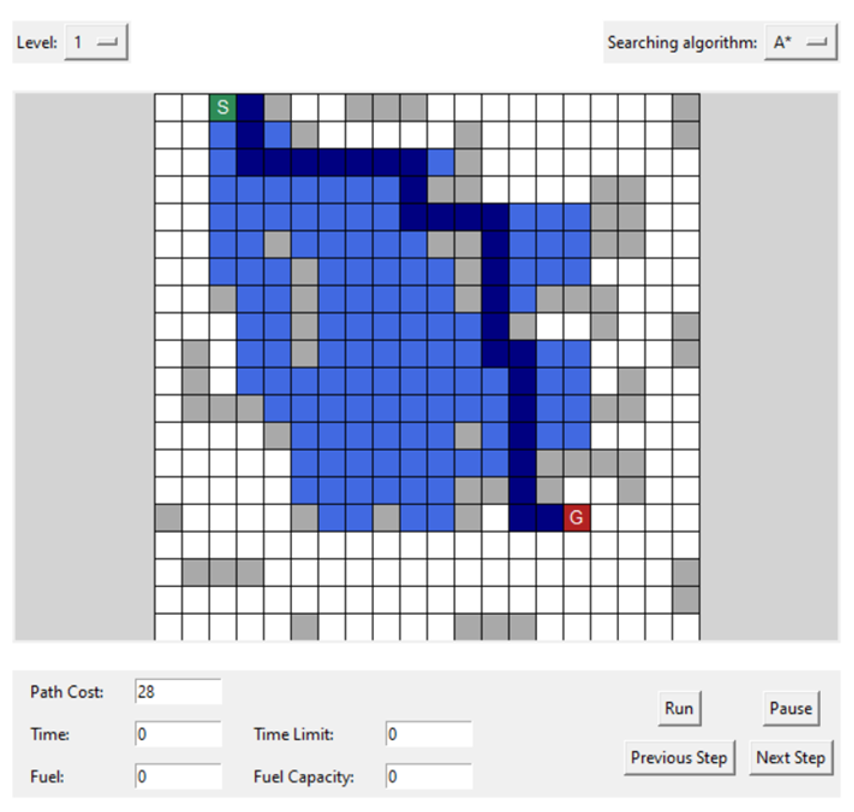 Level: 1 Searching algorithm: A*
S
G
Path Cost: 28 Run Pause
Time: 0 Time Limit: 0
Previous Step Next Step
Fuel: 0 Fuel Capacity: 0